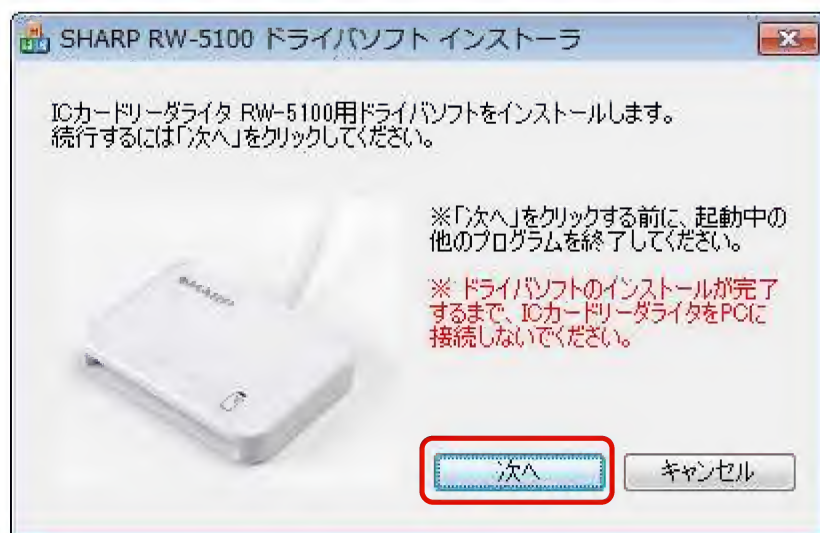 SHARP RW-5100 ドライバソフト インストーラ
ICカードリーダライタ RW-5100用ドライバソフトをインストールします。
続行するには「次へ」をクリックしてください。
※「次へ」をクリックする前に、起動中の
他のプログラムを終了してください。
※ ドライバソフトのインストールが完了
するまで、ICカードリーダライタをPCに
接続しないでください。
次へ
キャンセル